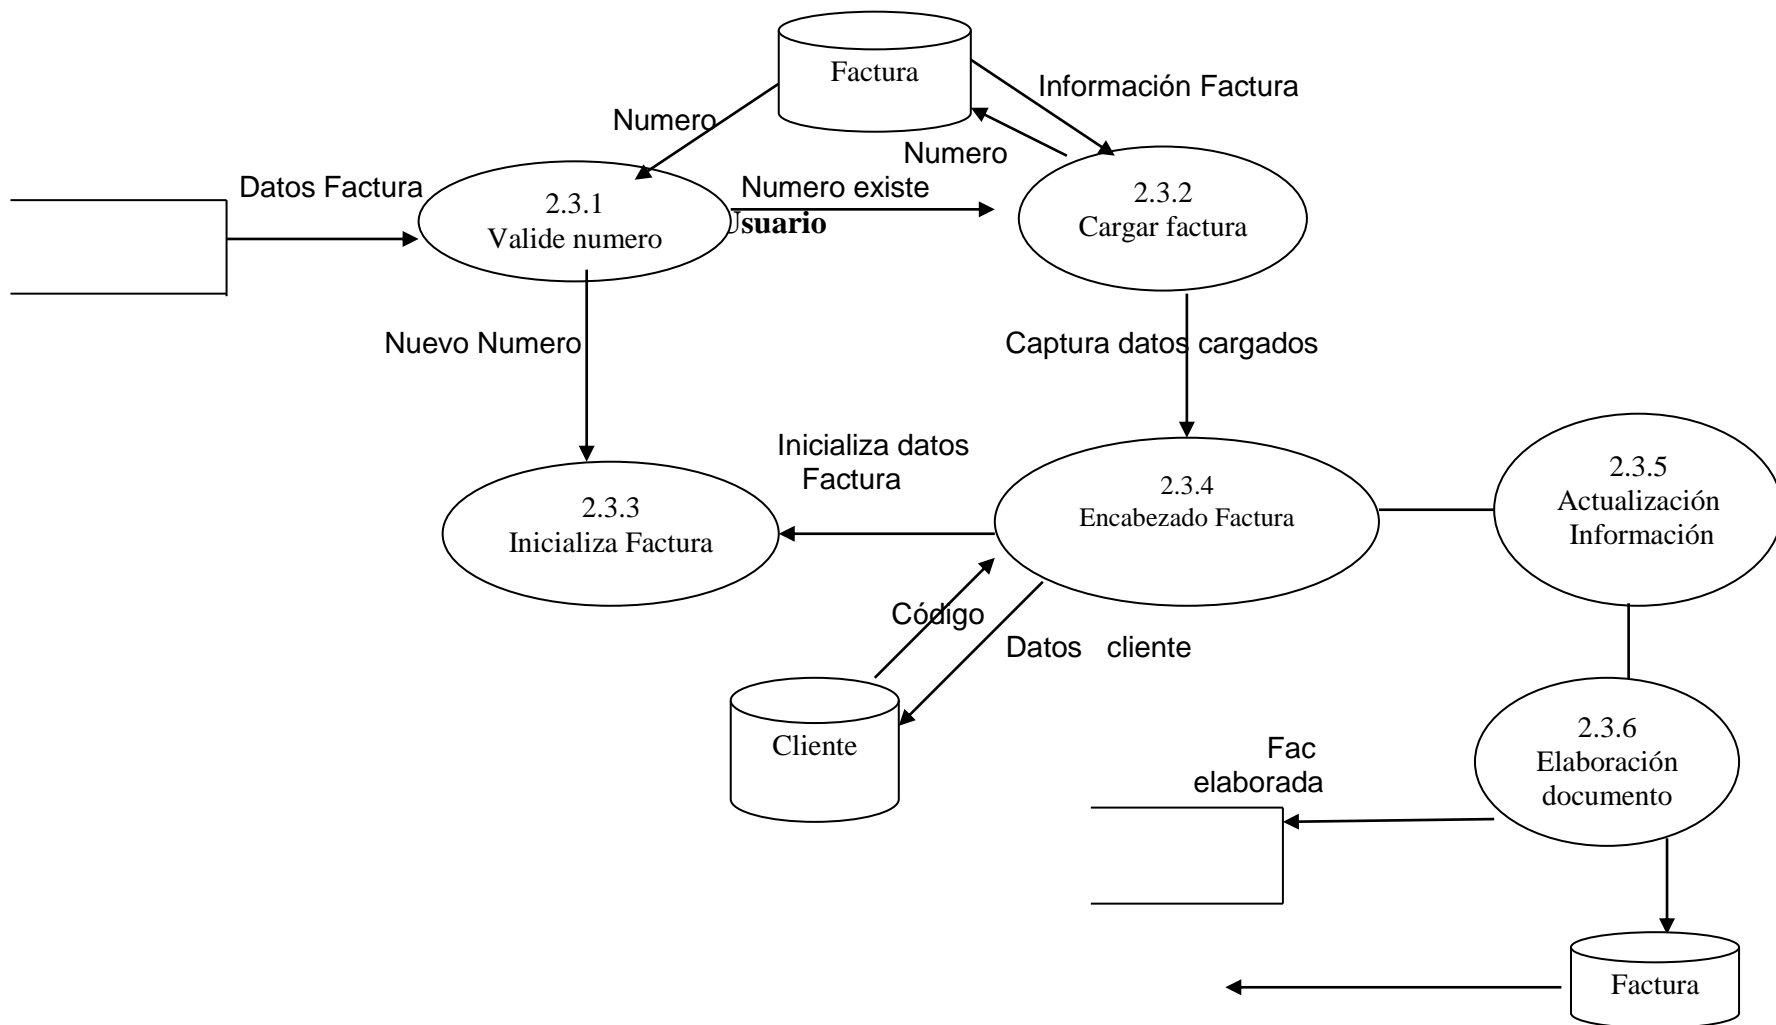 Factura
Información Factura
Numero
Numero
Datos Factura
Numero existe
Usuario
2.3.1
Valide numero
2.3.2
Cargar factura
Nuevo Numero
Captura datos cargados
Inicializa datos
Factura
2.3.3
Inicializa Factura
2.3.4
Encabezado Factura
2.3.5
Actualización
Información
Código
Datos cliente
Cliente
Fac
elaborada
2.3.6
Elaboración
documento
Factura